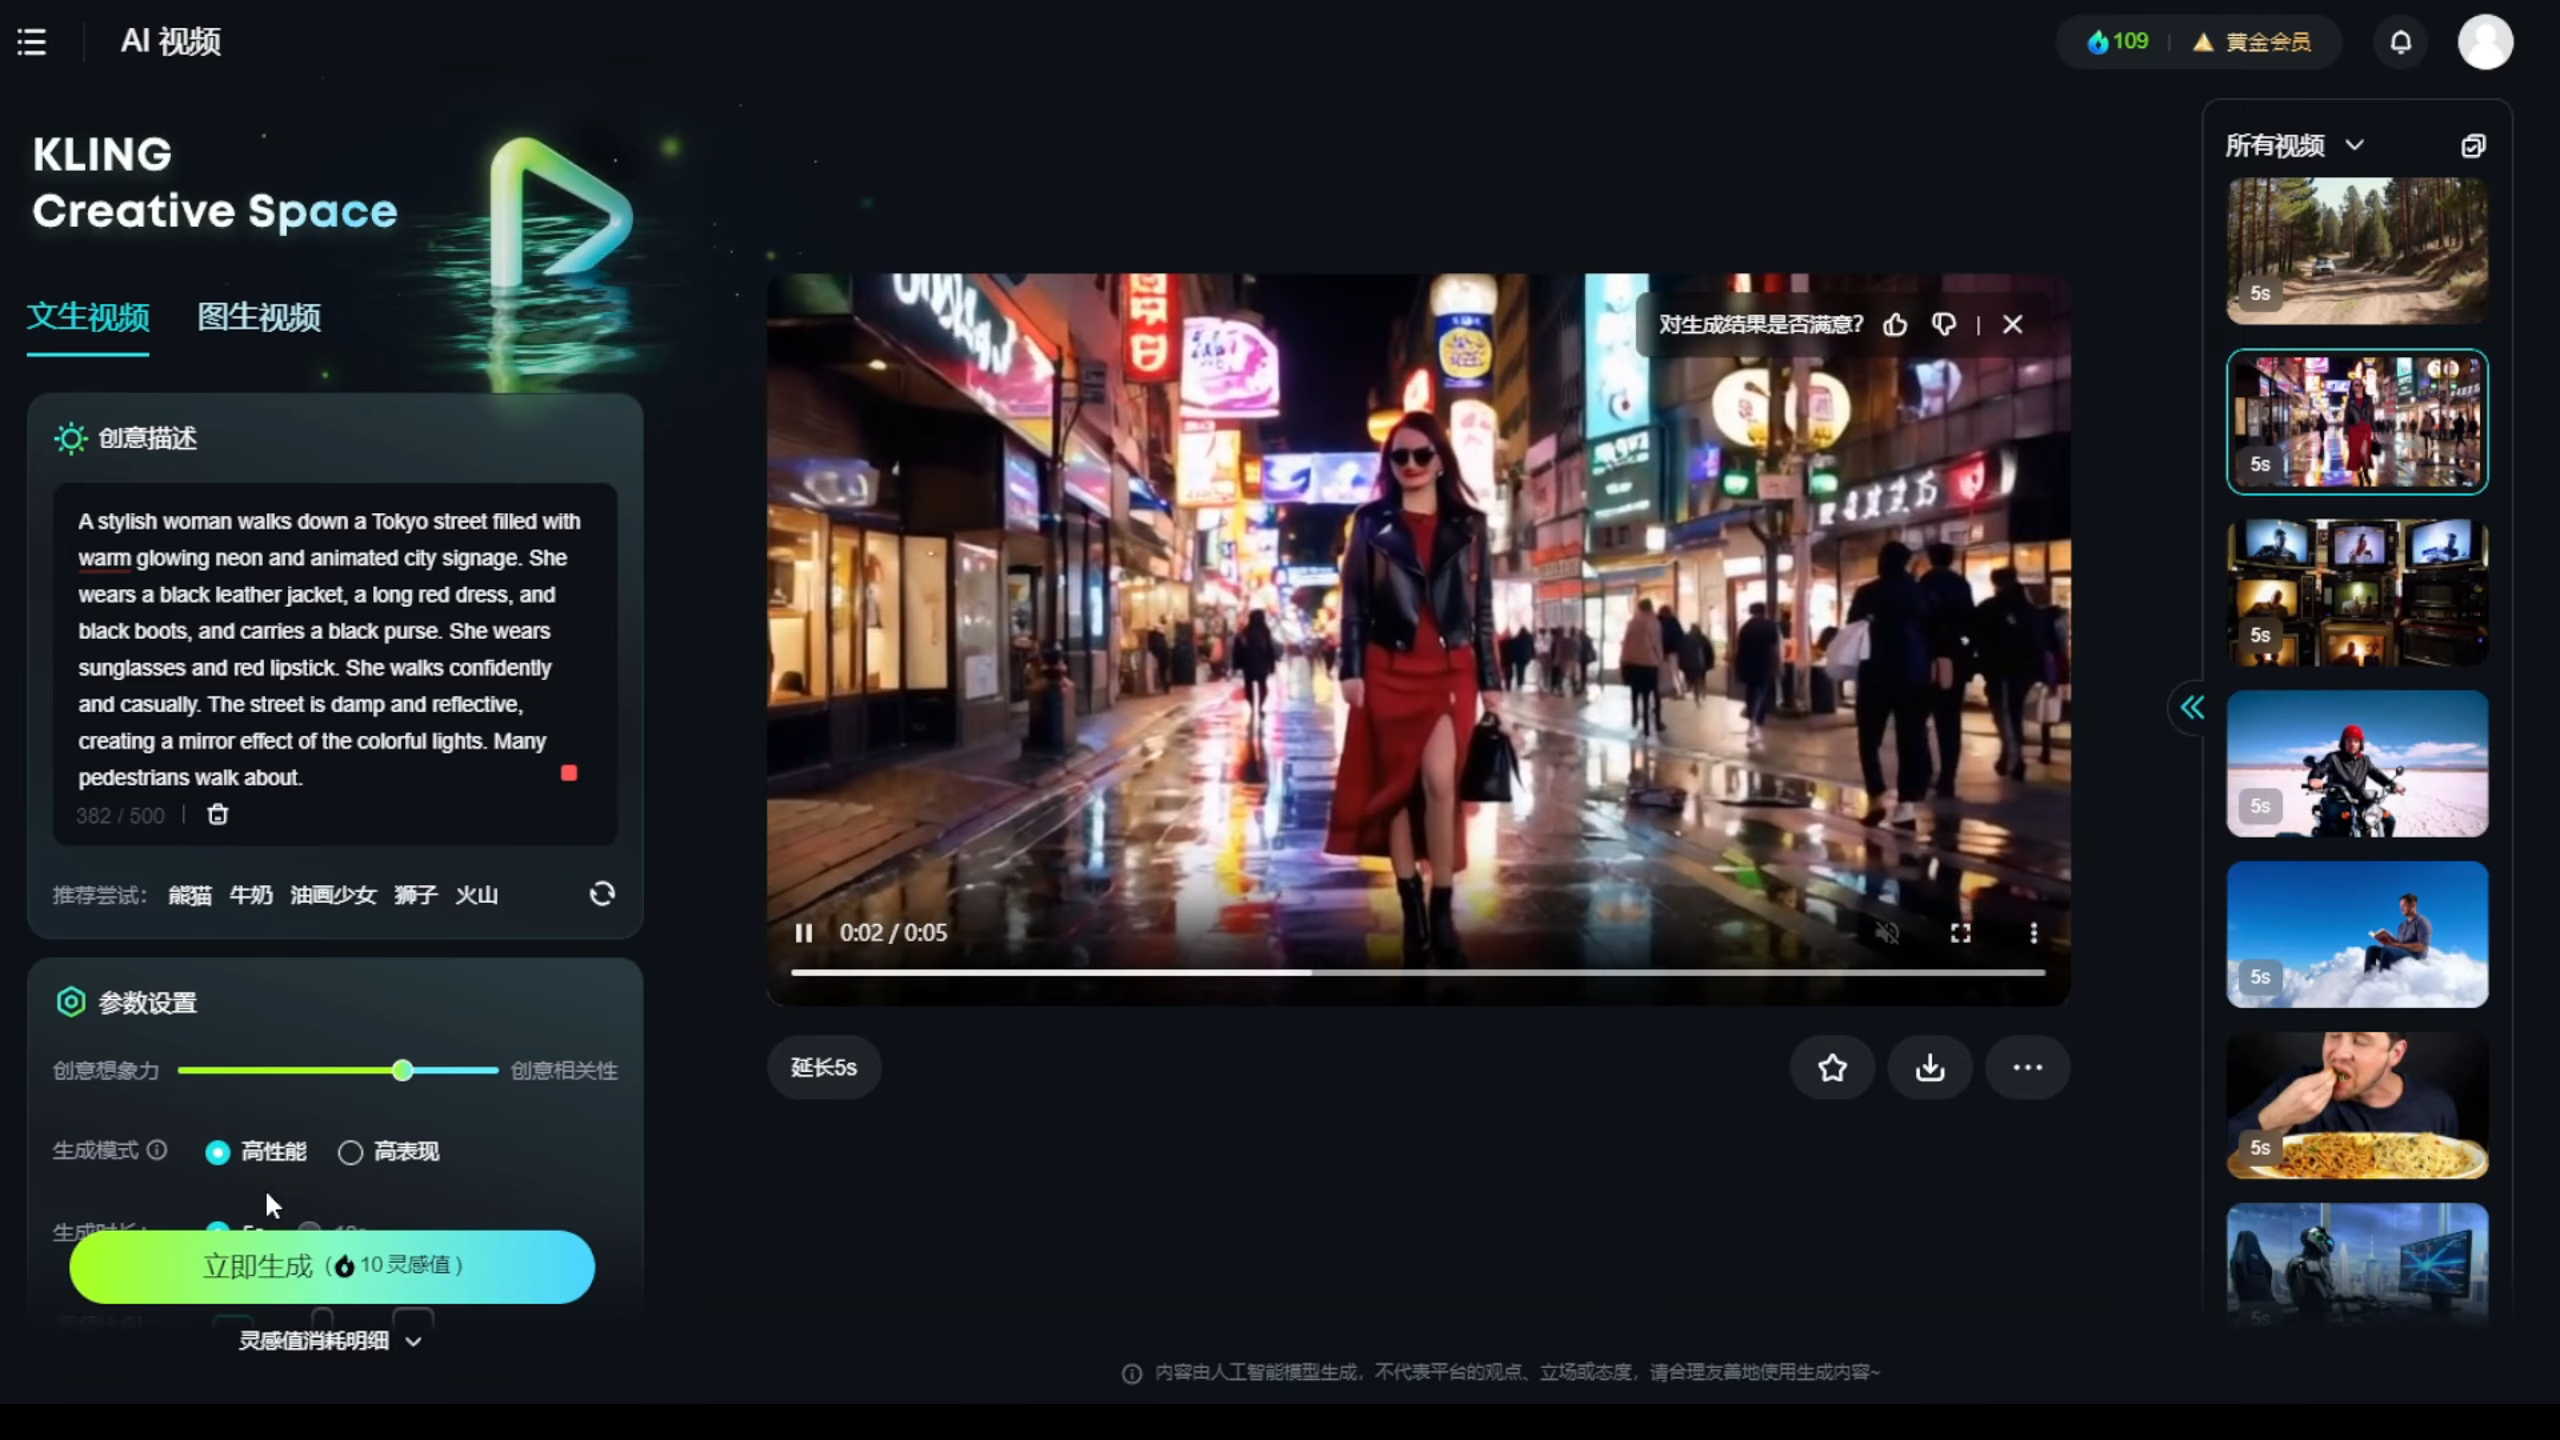 AI 视频
109
黄金会员
KLING
Creative Space
文生视频
图生视频
创意描述
A stylish woman walks down a Tokyo street filled with
warm glowing neon and animated city signage. She
wears a black leather jacket, a long red dress, and
black boots, and carries a black purse. She wears
sunglasses and red lipstick. She walks confidently
and casually. The street is damp and reflective,
creating a mirror effect of the colorful lights. Many
pedestrians walk about.
382 / 500
推荐尝试: 熊猫 牛奶 油画少女 狮子 火山
参数设置
创意想象力
创意相关性
生成模式
高性能
高表现
立即生成 ( 10 灵感值 )
灵感值消耗明细
对生成结果是否满意?
0:02 / 0:05
延长5s
内容由人工智能模型生成，不代表平台的观点、立场或态度，请合理友善地使用生成内容~
所有视频
5s
5s
5s
5s
5s
5s
5s